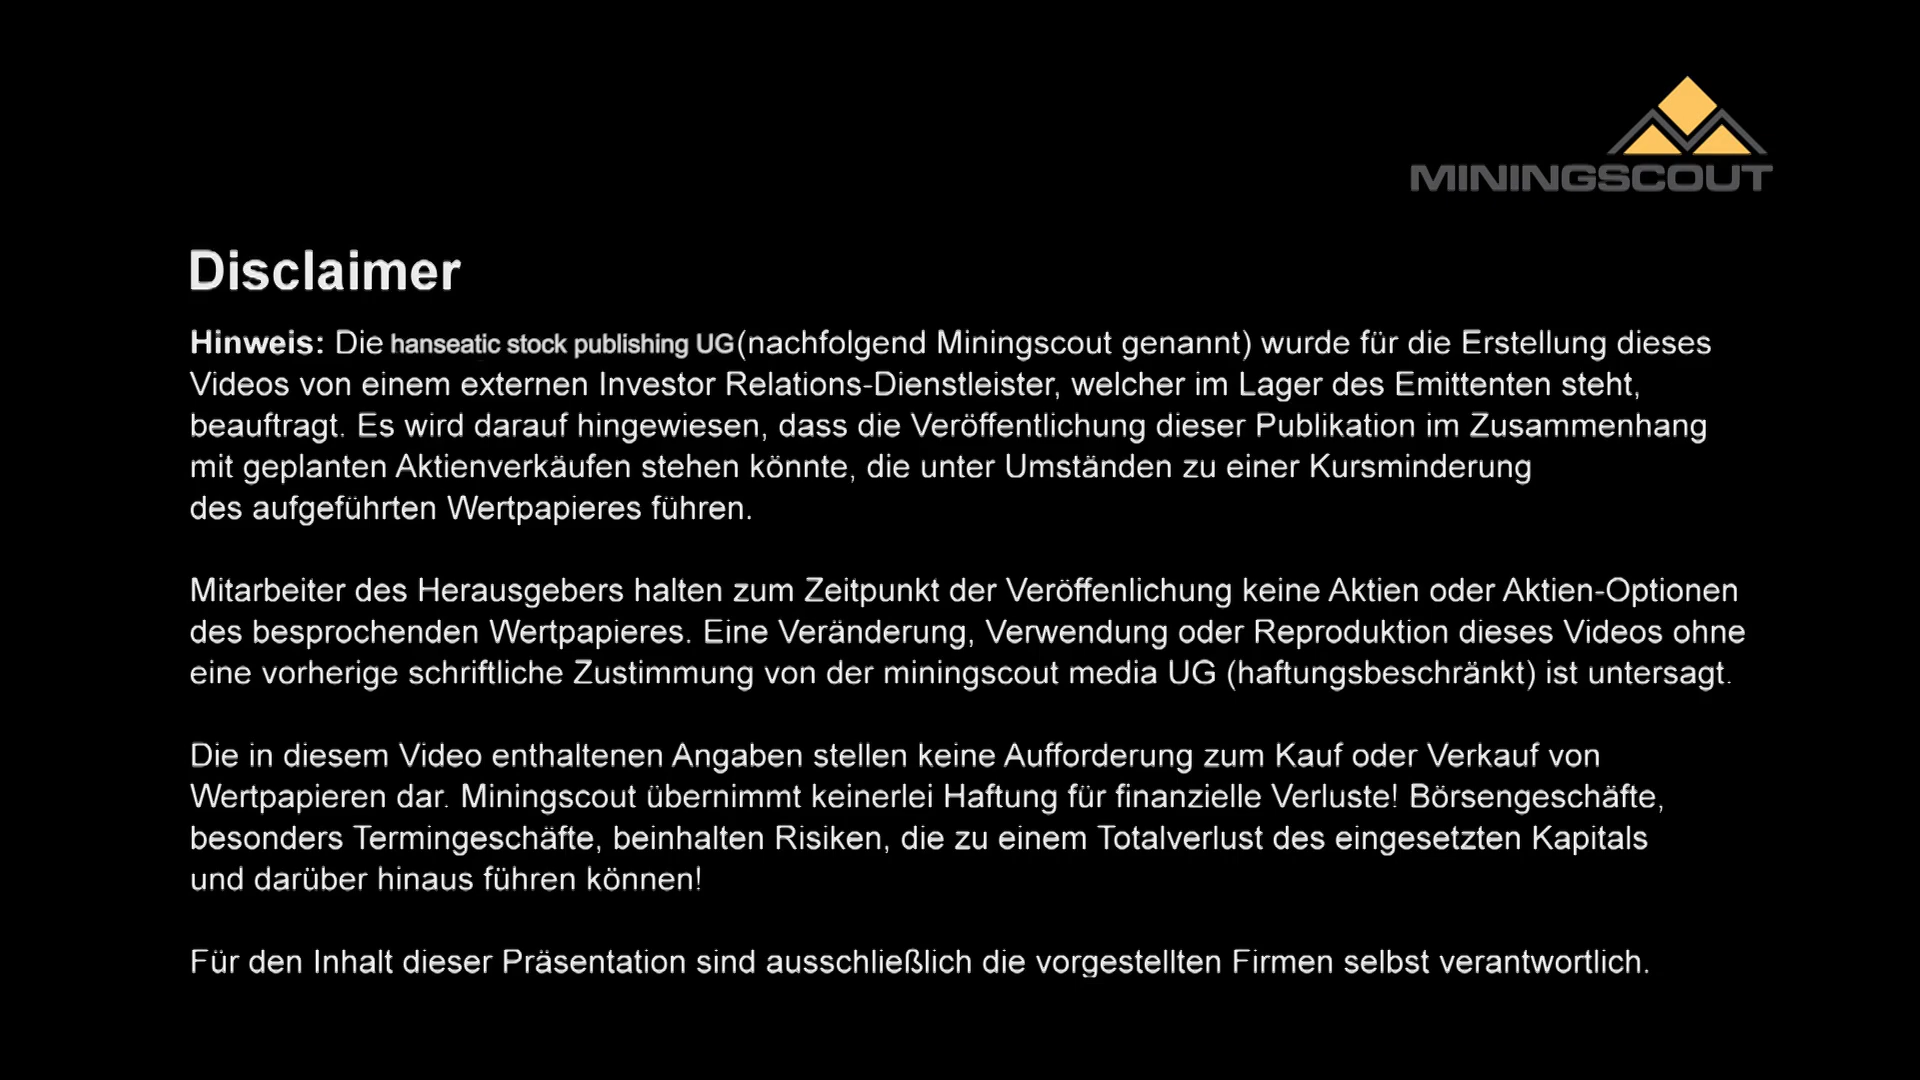 MININGSCOUT
Disclaimer
Hinweis: Die hanseatic stock publishing UG (nachfolgend Miningscout genannt) wurde für die Erstellung dieses
Videos von einem externen Investor Relations-Dienstleister, welcher im Lager des Emittenten steht,
beauftragt. Es wird darauf hingewiesen, dass die Veröffentlichung dieser Publikation im Zusammenhang
mit geplanten Aktienverkäufen stehen könnte, die unter Umständen zu einer Kursminderung
des aufgeführten Wertpapieres führen.
Mitarbeiter des Herausgebers halten zum Zeitpunkt der Veröffenlichung keine Aktien oder Aktien-Optionen
des besprochenden Wertpapieres. Eine Veränderung, Verwendung oder Reproduktion dieses Videos ohne
eine vorherige schriftliche Zustimmung von der miningscout media UG (haftungsbeschränkt) ist untersagt.
Die in diesem Video enthaltenen Angaben stellen keine Aufforderung zum Kauf oder Verkauf von
Wertpapieren dar. Miningscout übernimmt keinerlei Haftung für finanzielle Verluste! Börsengeschäfte,
besonders Termingeschäfte, beinhalten Risiken, die zu einem Totalverlust des eingesetzten Kapitals
und darüber hinaus führen können!
Für den Inhalt dieser Präsentation sind ausschließlich die vorgestellten Firmen selbst verantwortlich.